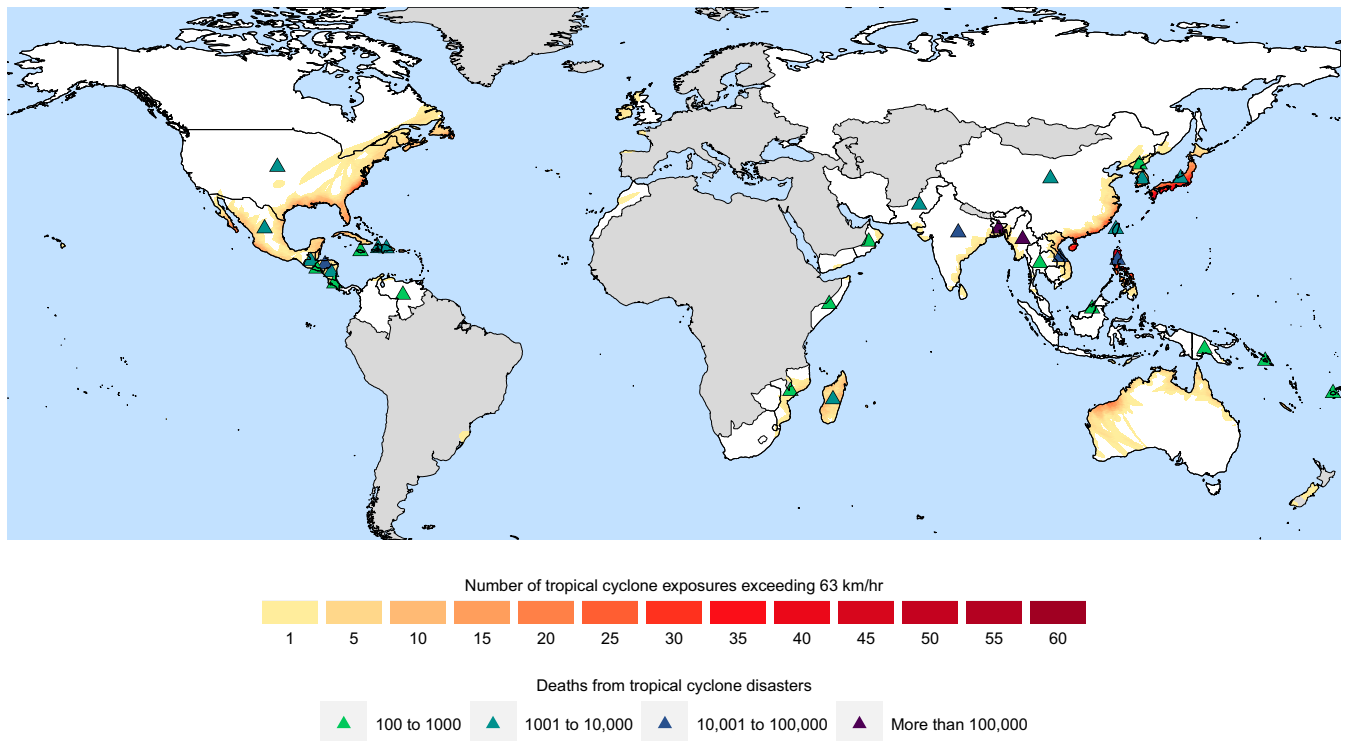 Number of tropical cyclone exposures exceeding 63 km/hr
1 5 10 15 20 25 30 35 40 45 50 55 60
Deaths from tropical cyclone disasters
100 to 1000 1001 to 10,000 10,001 to 100,000 More than 100,000